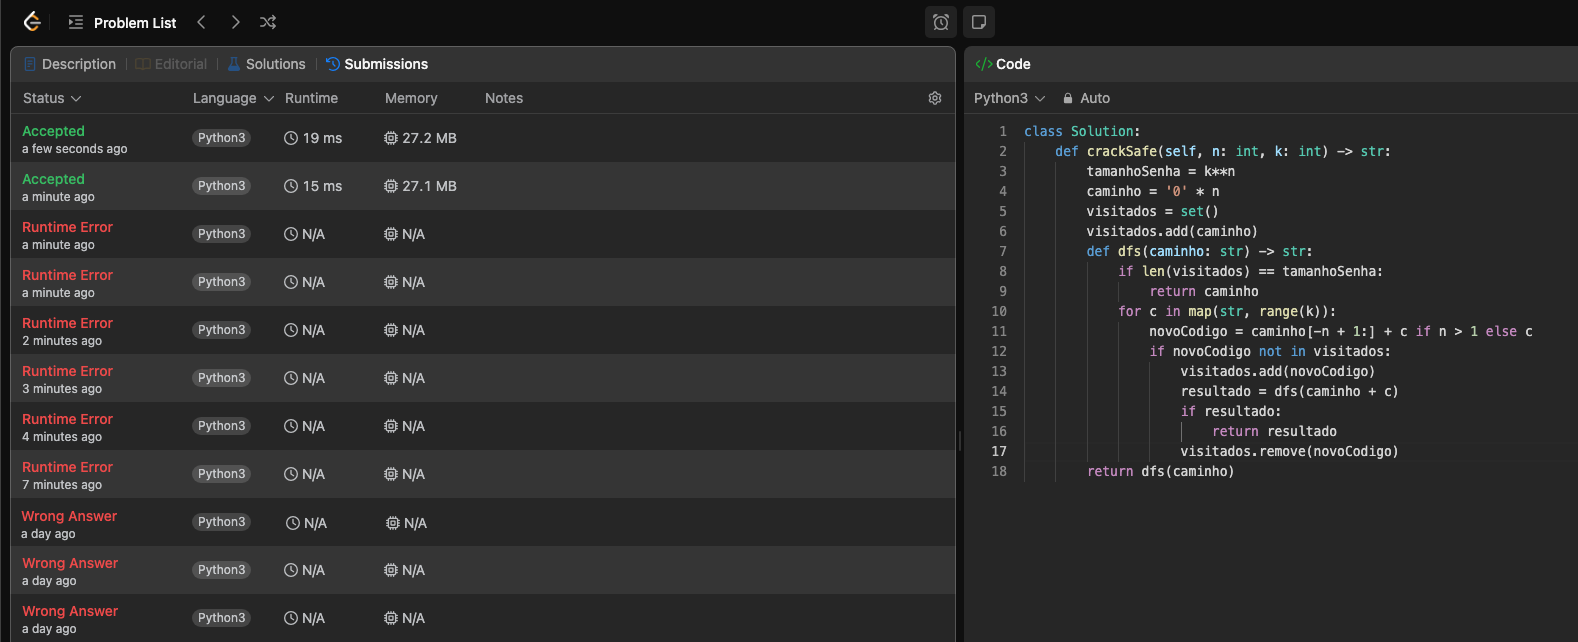 Problem List
Description Editorial Solutions Submissions
Status Language Runtime Memory Notes
Accepted
a few seconds ago
Python3 19 ms 27.2 MB
Accepted
a minute ago
Python3 15 ms 27.1 MB
Runtime Error
a minute ago
Python3 N/A N/A
Runtime Error
a minute ago
Python3 N/A N/A
Runtime Error
2 minutes ago
Python3 N/A N/A
Runtime Error
3 minutes ago
Python3 N/A N/A
Runtime Error
4 minutes ago
Python3 N/A N/A
Runtime Error
7 minutes ago
Python3 N/A N/A
Wrong Answer
a day ago
Python3 N/A N/A
Wrong Answer
a day ago
Python3 N/A N/A
Wrong Answer
a day ago
Python3 N/A N/A
</> Code
Python3 Auto
1 class Solution:
2 def crackSafe(self, n: int, k: int) -> str:
3 tamanhoSenha = k**n
4 caminho = '0' * n
5 visitados = set()
6 visitados.add(caminho)
7 def dfs(caminho: str) -> str:
8 if len(visitados) == tamanhoSenha:
9 return caminho
10 for c in map(str, range(k)):
11 novoCodigo = caminho[-n + 1:] + c if n > 1 else c
12 if novoCodigo not in visitados:
13 visitados.add(novoCodigo)
14 resultado = dfs(caminho + c)
15 if resultado:
16 return resultado
17 visitados.remove(novoCodigo)
18 return dfs(caminho)